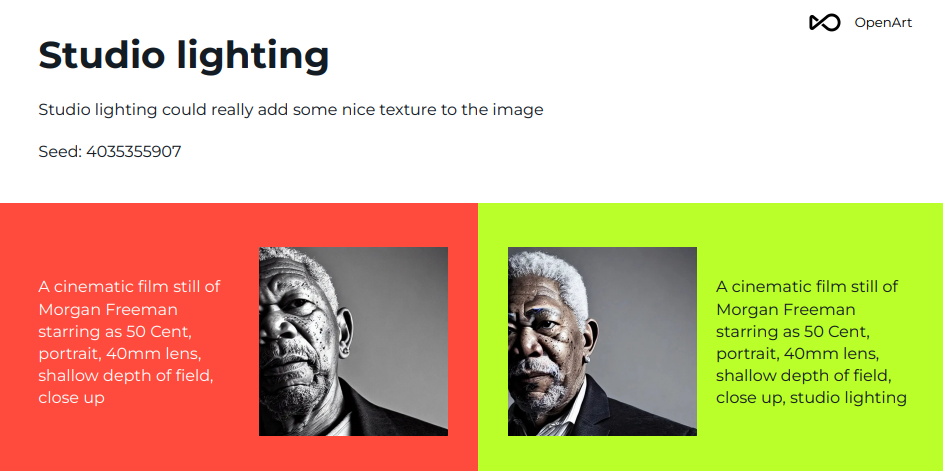 OpenArt
Studio lighting
Studio lighting could really add some nice texture to the image
Seed: 4035355907
A cinematic film still of
Morgan Freeman
starring as 50 Cent,
portrait, 40mm lens,
shallow depth of field,
close up
A cinematic film still of
Morgan Freeman
starring as 50 Cent,
portrait, 40mm lens,
shallow depth of field,
close up, studio lighting